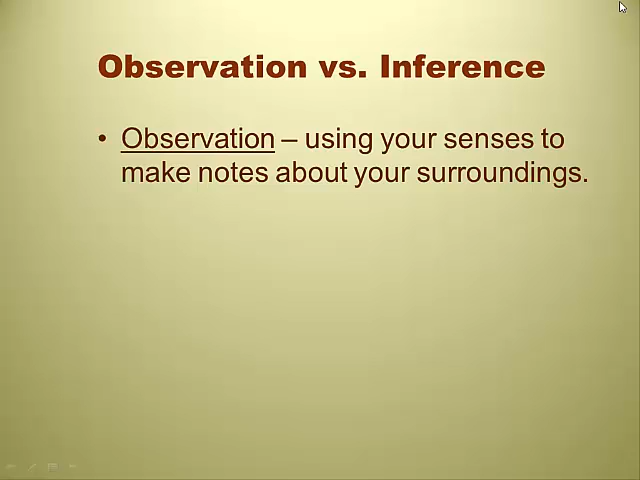 Observation vs. Inference
• Observation – using your senses to
make notes about your surroundings.